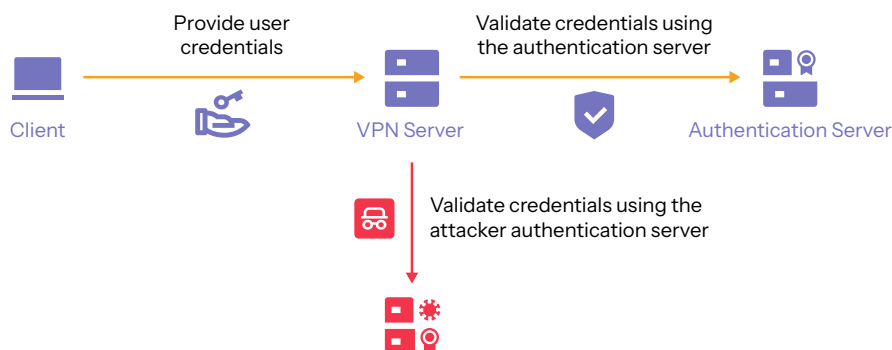 Provide user
credentials
Validate credentials using
the authentication server
Client
VPN Server
Authentication Server
Validate credentials using the
attacker authentication server